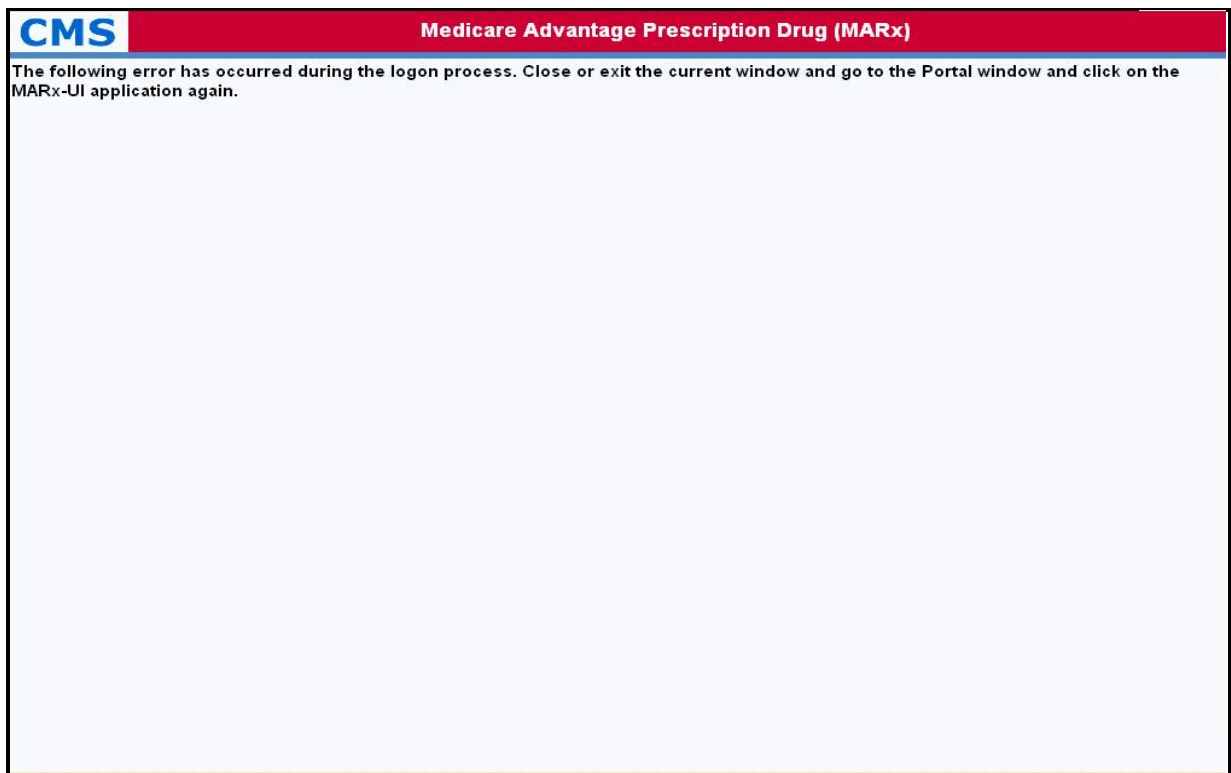 CMS
Medicare Advantage Prescription Drug (MARx)
The following error has occurred during the logon process. Close or exit the current window and go to the Portal window and click on the
MARx-UI application again.